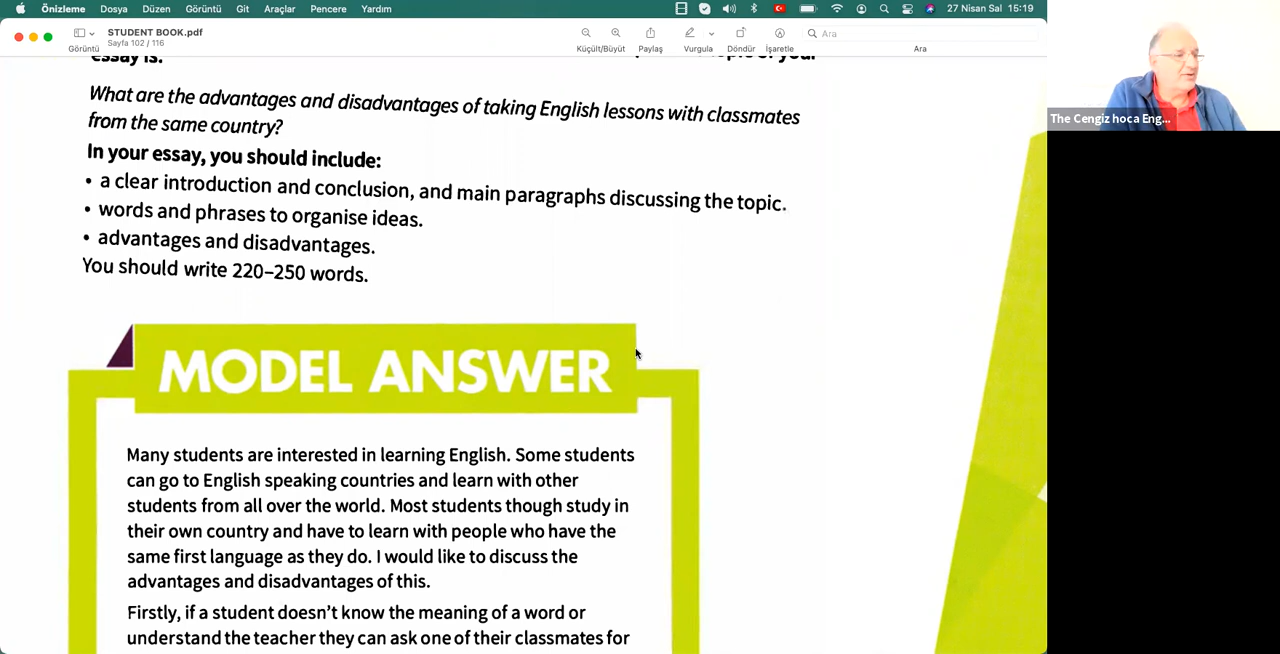 Önizleme Dosya Düzen Görüntü Git Araçlar Pencere Yardım 27 Nisan Sal 15:19
STUDENT BOOK.pdf
Sayfa 102 / 116
Ara
Görüntü Küçült/Büyüt Paylaş Vurgula Döndür İşaretle Ara
essay is:
The Cengiz hoca Eng...
What are the advantages and disadvantages of taking English lessons with classmates
from the same country?
In your essay, you should include:
• a clear introduction and conclusion, and main paragraphs discussing the topic.
• words and phrases to organise ideas.
• advantages and disadvantages.
You should write 220–250 words.
MODEL ANSWER
Many students are interested in learning English. Some students
can go to English speaking countries and learn with other
students from all over the world. Most students though study in
their own country and have to learn with people who have the
same first language as they do. I would like to discuss the
advantages and disadvantages of this.
Firstly, if a student doesn't know the meaning of a word or
understand the teacher they can ask one of their classmates for